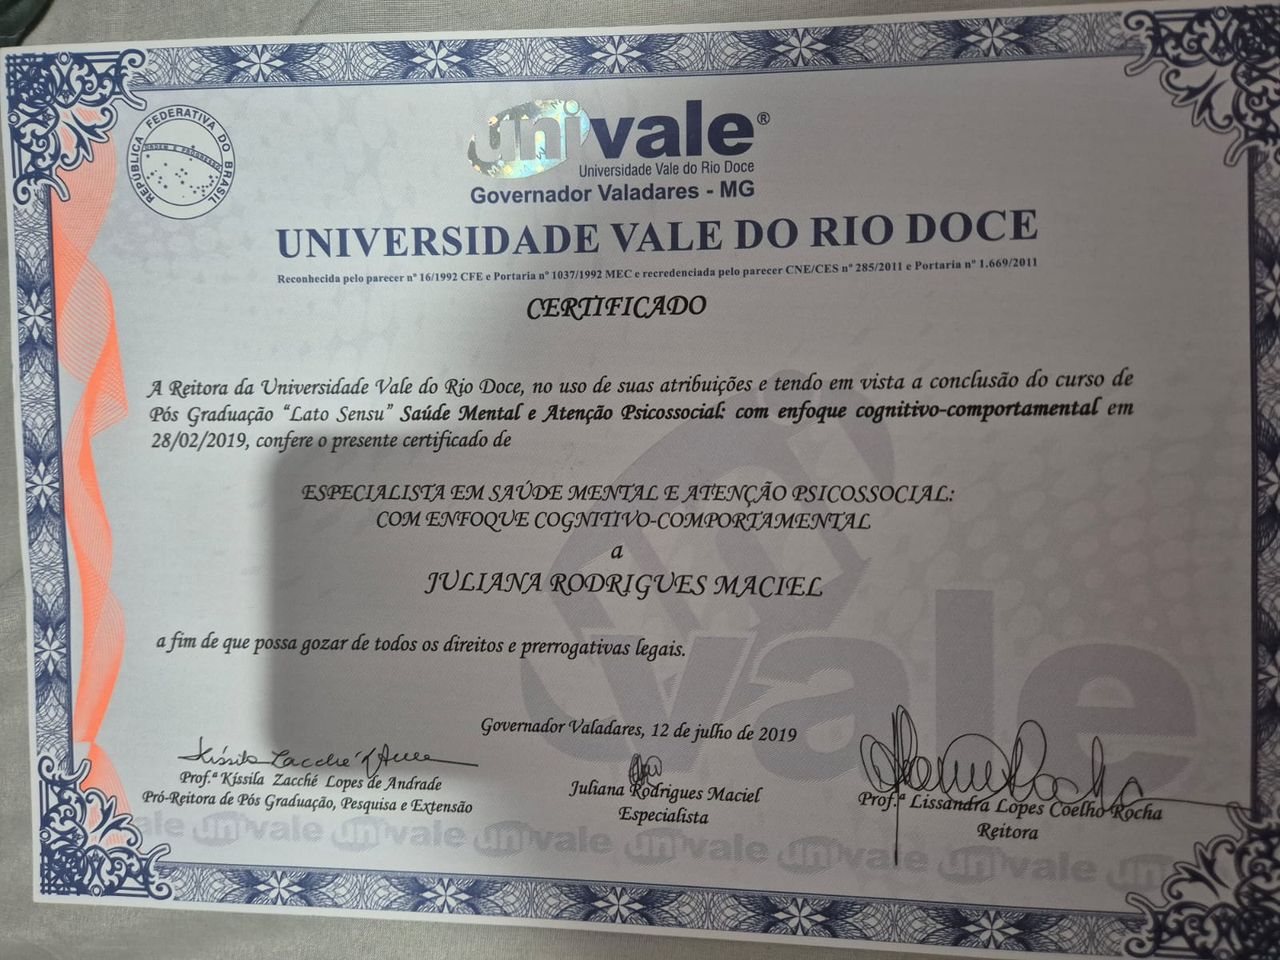 REPÚBLICA FEDERATIVA DO BRASIL
ORDEM E PROGRESSO
univale®
Universidade Vale do Rio Doce
Governador Valadares - MG
UNIVERSIDADE VALE DO RIO DOCE
Reconhecida pelo parecer nº 16/1992 CFE e Portaria nº 1037/1992 MEC e recredenciada pelo parecer CNE/CES nº 285/2011 e Portaria nº 1.669/2011
CERTIFICADO
A Reitora da Universidade Vale do Rio Doce, no uso de suas atribuições e tendo em vista a conclusão do curso de
Pós Graduação “Lato Sensu” Saúde Mental e Atenção Psicossocial: com enfoque cognitivo-comportamental em
28/02/2019, confere o presente certificado de
ESPECIALISTA EM SAÚDE MENTAL E ATENÇÃO PSICOSSOCIAL:
COM ENFOQUE COGNITIVO-COMPORTAMENTAL
a
JULIANA RODRIGUES MACIEL
a fim de que possa gozar de todos os direitos e prerrogativas legais.
Governador Valadares, 12 de julho de 2019
Prof.ª Kíssila Zacché Lopes de Andrade
Pró-Reitora de Pós Graduação, Pesquisa e Extensão
Juliana Rodrigues Maciel
Especialista
Prof.ª Lissandra Lopes Coelho Rocha
Reitora
vale univale univale univale univale univale univale un